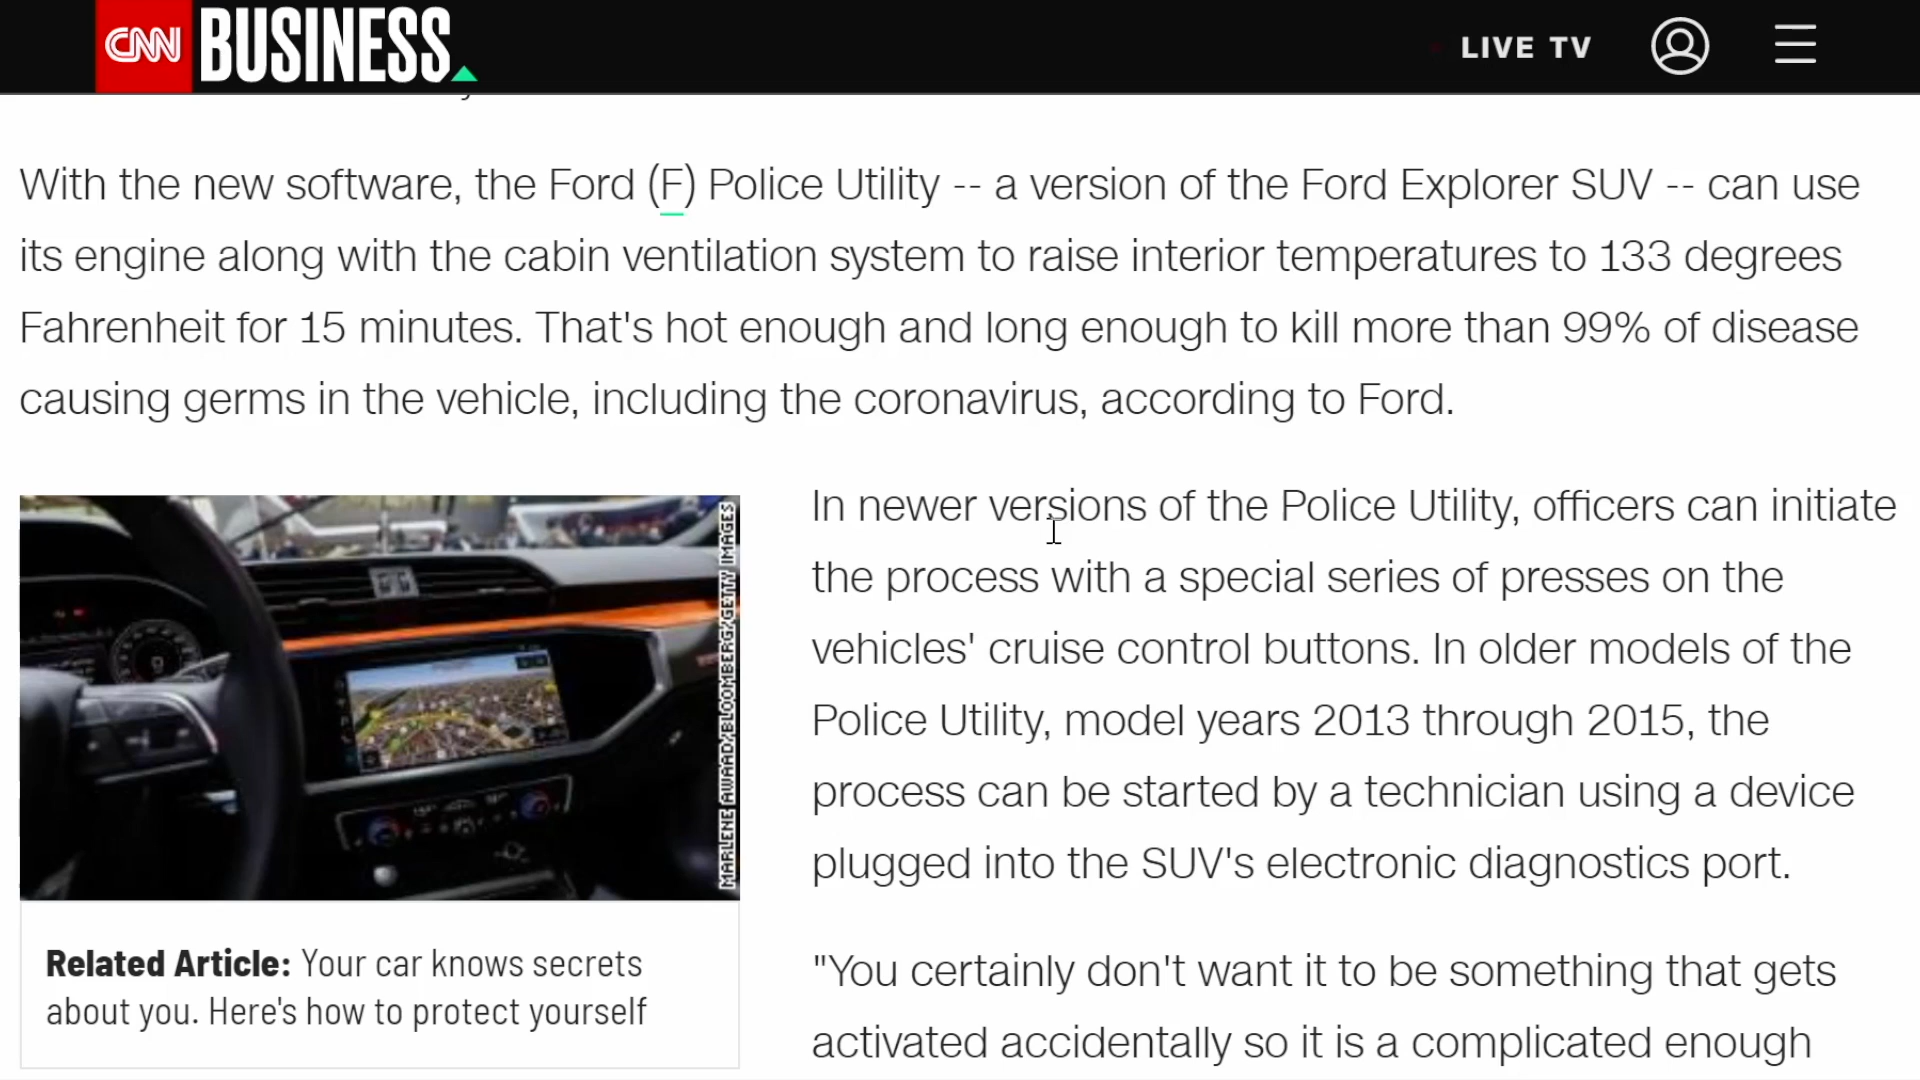 CNN BUSINESS
LIVE TV
With the new software, the Ford (F) Police Utility -- a version of the Ford Explorer SUV -- can use
its engine along with the cabin ventilation system to raise interior temperatures to 133 degrees
Fahrenheit for 15 minutes. That's hot enough and long enough to kill more than 99% of disease
causing germs in the vehicle, including the coronavirus, according to Ford.
MARLENE AWAAD/BLOOMBERG/GETTY IMAGES
Related Article: Your car knows secrets
about you. Here's how to protect yourself
In newer versions of the Police Utility, officers can initiate
the process with a special series of presses on the
vehicles' cruise control buttons. In older models of the
Police Utility, model years 2013 through 2015, the
process can be started by a technician using a device
plugged into the SUV's electronic diagnostics port.
"You certainly don't want it to be something that gets
activated accidentally so it is a complicated enough